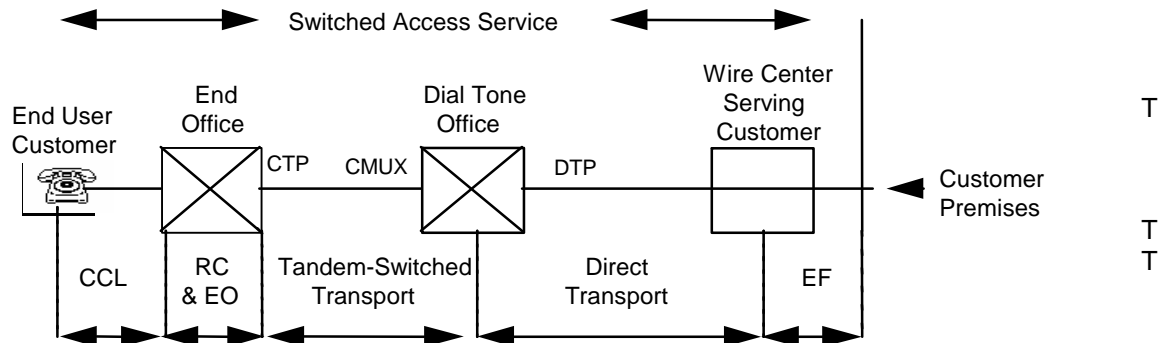 Switched Access Service
Wire Center
Serving
Customer
End
Office
Dial Tone
Office
T
End User
Customer
CTP
CMUX
DTP
Customer
Premises
T
CCL
RC
& EO
Tandem-Switched
Transport
Direct
Transport
EF
T